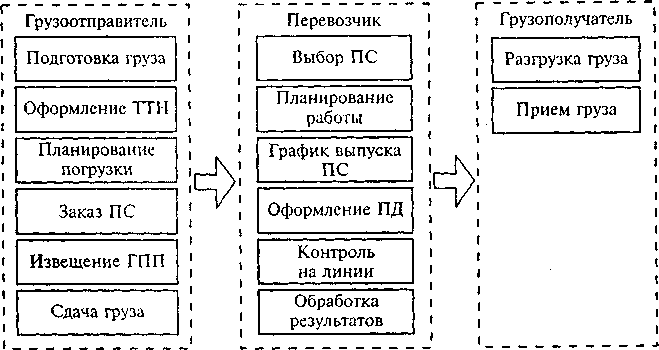 Грузоотправитель
Подготовка груза
Оформление ТТН
Планирование
погрузки
Заказ ПС
Извещение ГПП
Сдача груза
Перевозчик
Выбор ПС
Планирование
работы
График выпуска
ПС
Оформление ПД
Контроль
на линии
Обработка
результатов
Грузополучатель
Разгрузка груза
Прием груза